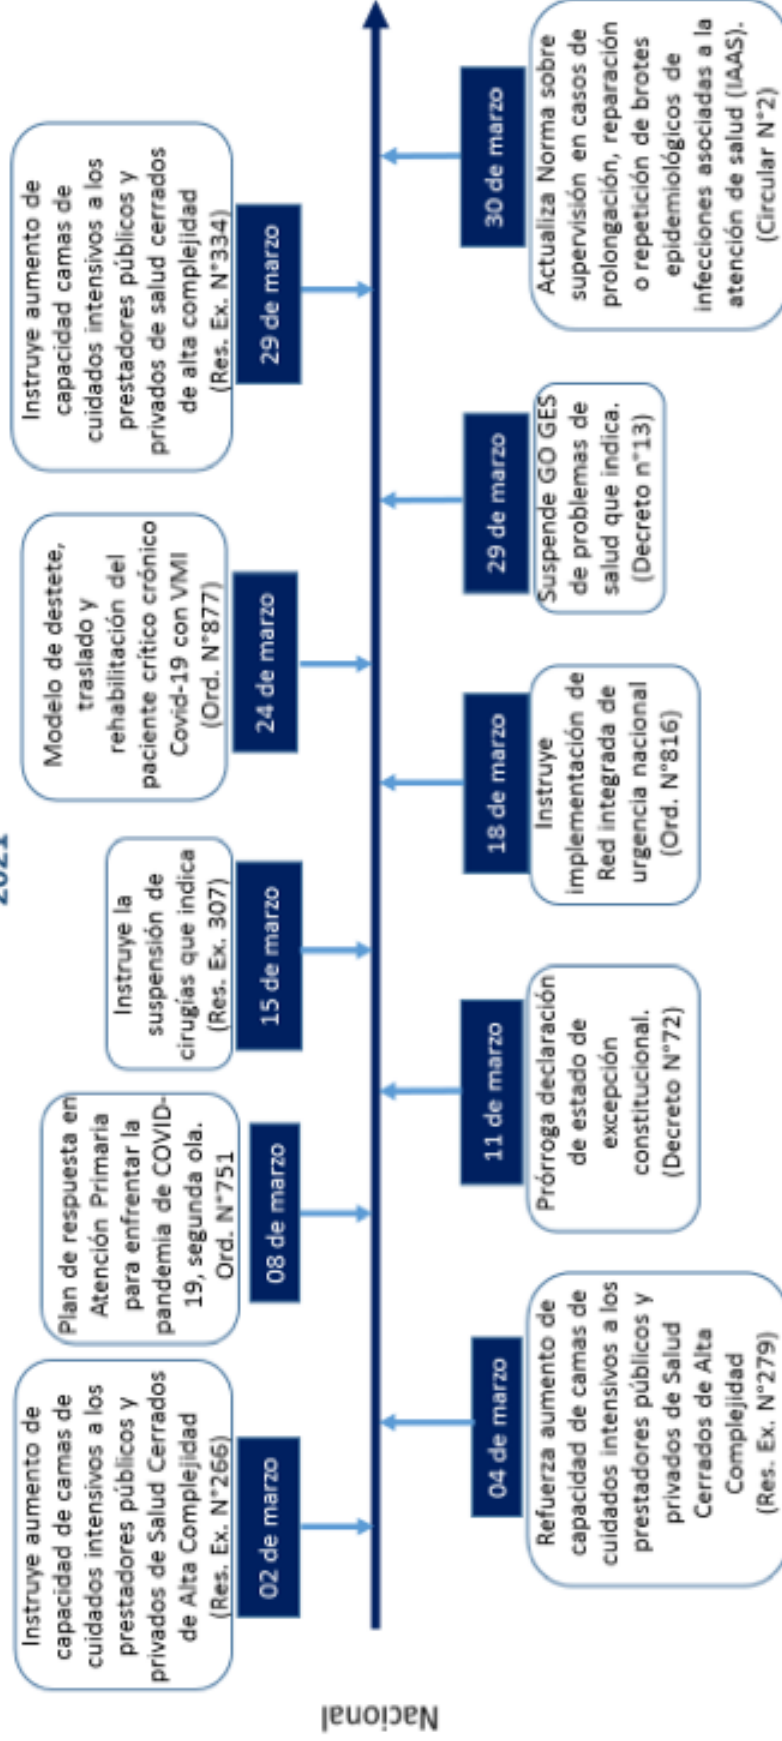 2021
Nacional
Instruye aumento de
capacidad de camas de
cuidados intensivos a los
prestadores públicos y
privados de Salud Cerrados
de Alta Complejidad
(Res. Ex. N°266)
02 de marzo
04 de marzo
Refuerza aumento de
capacidad de camas de
cuidados intensivos a los
prestadores públicos y
privados de Salud
Cerrados de Alta
Complejidad
(Res. Ex. N°279)
Plan de respuesta en
Atención Primaria
para enfrentar la
pandemia de COVID-
19, segunda ola.
Ord. N°751
08 de marzo
11 de marzo
Prórroga declaración
de estado de
excepción
constitucional.
(Decreto N°72)
Instruye la
suspensión de
cirugías que indica
(Res. Ex. 307)
15 de marzo
18 de marzo
Instruye
implementación de
Red integrada de
urgencia nacional
(Ord. N°816)
Modelo de destete,
traslado y
rehabilitación del
paciente crítico crónico
Covid-19 con VMI
(Ord. N°877)
24 de marzo
29 de marzo
Suspende GO GES
de problemas de
salud que indica.
(Decreto n°13)
Instruye aumento de
capacidad camas de
cuidados intensivos a los
prestadores públicos y
privados de salud cerrados
de alta complejidad
(Res. Ex. N°334)
29 de marzo
30 de marzo
Actualiza Norma sobre
supervisión en casos de
prolongación, reparación
o repetición de brotes
epidemiológicos de
infecciones asociadas a la
atención de salud (IAAS).
(Circular N°2)